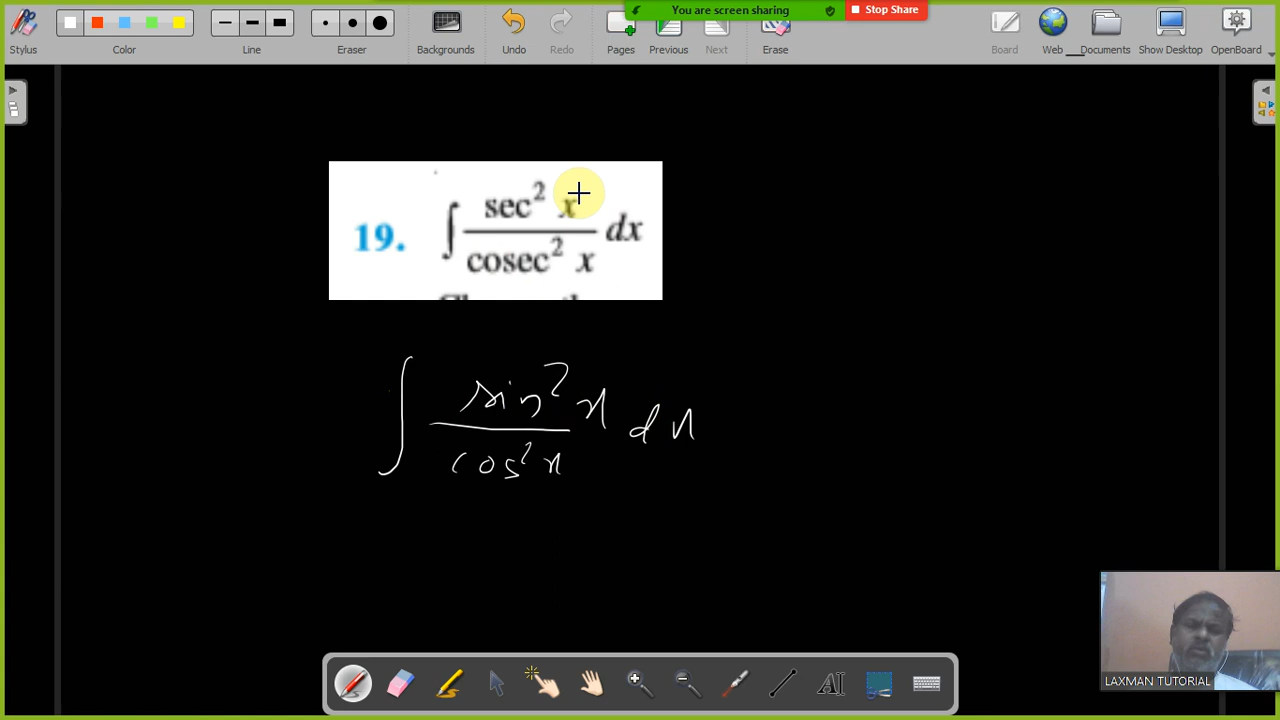 You are screen sharing Stop Share
Stylus Color Line Eraser Backgrounds Undo Redo Pages Previous Next Erase Board Web Documents Show Desktop OpenBoard
19. ∫ sec² x / cosec² x dx
∫ sin² x / cos² x dx
LAXMAN TUTORIAL